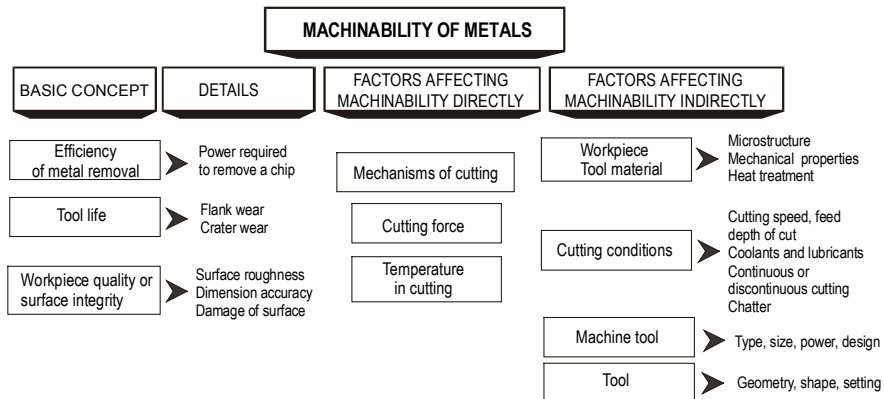 MACHINABILITY OF METALS
BASIC CONCEPT
DETAILS
FACTORS AFFECTING
MACHINABILITY DIRECTLY
FACTORS AFFECTING
MACHINABILITY INDIRECTLY
Efficiency
of metal removal
Power required
to remove a chip
Tool life
Flank wear
Crater wear
Workpiece quality or
surface integrity
Surface roughness
Dimension accuracy
Damage of surface
Mechanisms of cutting
Cutting force
Temperature
in cutting
Workpiece
Tool material
Microstructure
Mechanical properties
Heat treatment
Cutting conditions
Cutting speed, feed
depth of cut
Coolants and lubricants
Continuous or
discontinuous cutting
Chatter
Machine tool
Type, size, power, design
Tool
Geometry, shape, setting